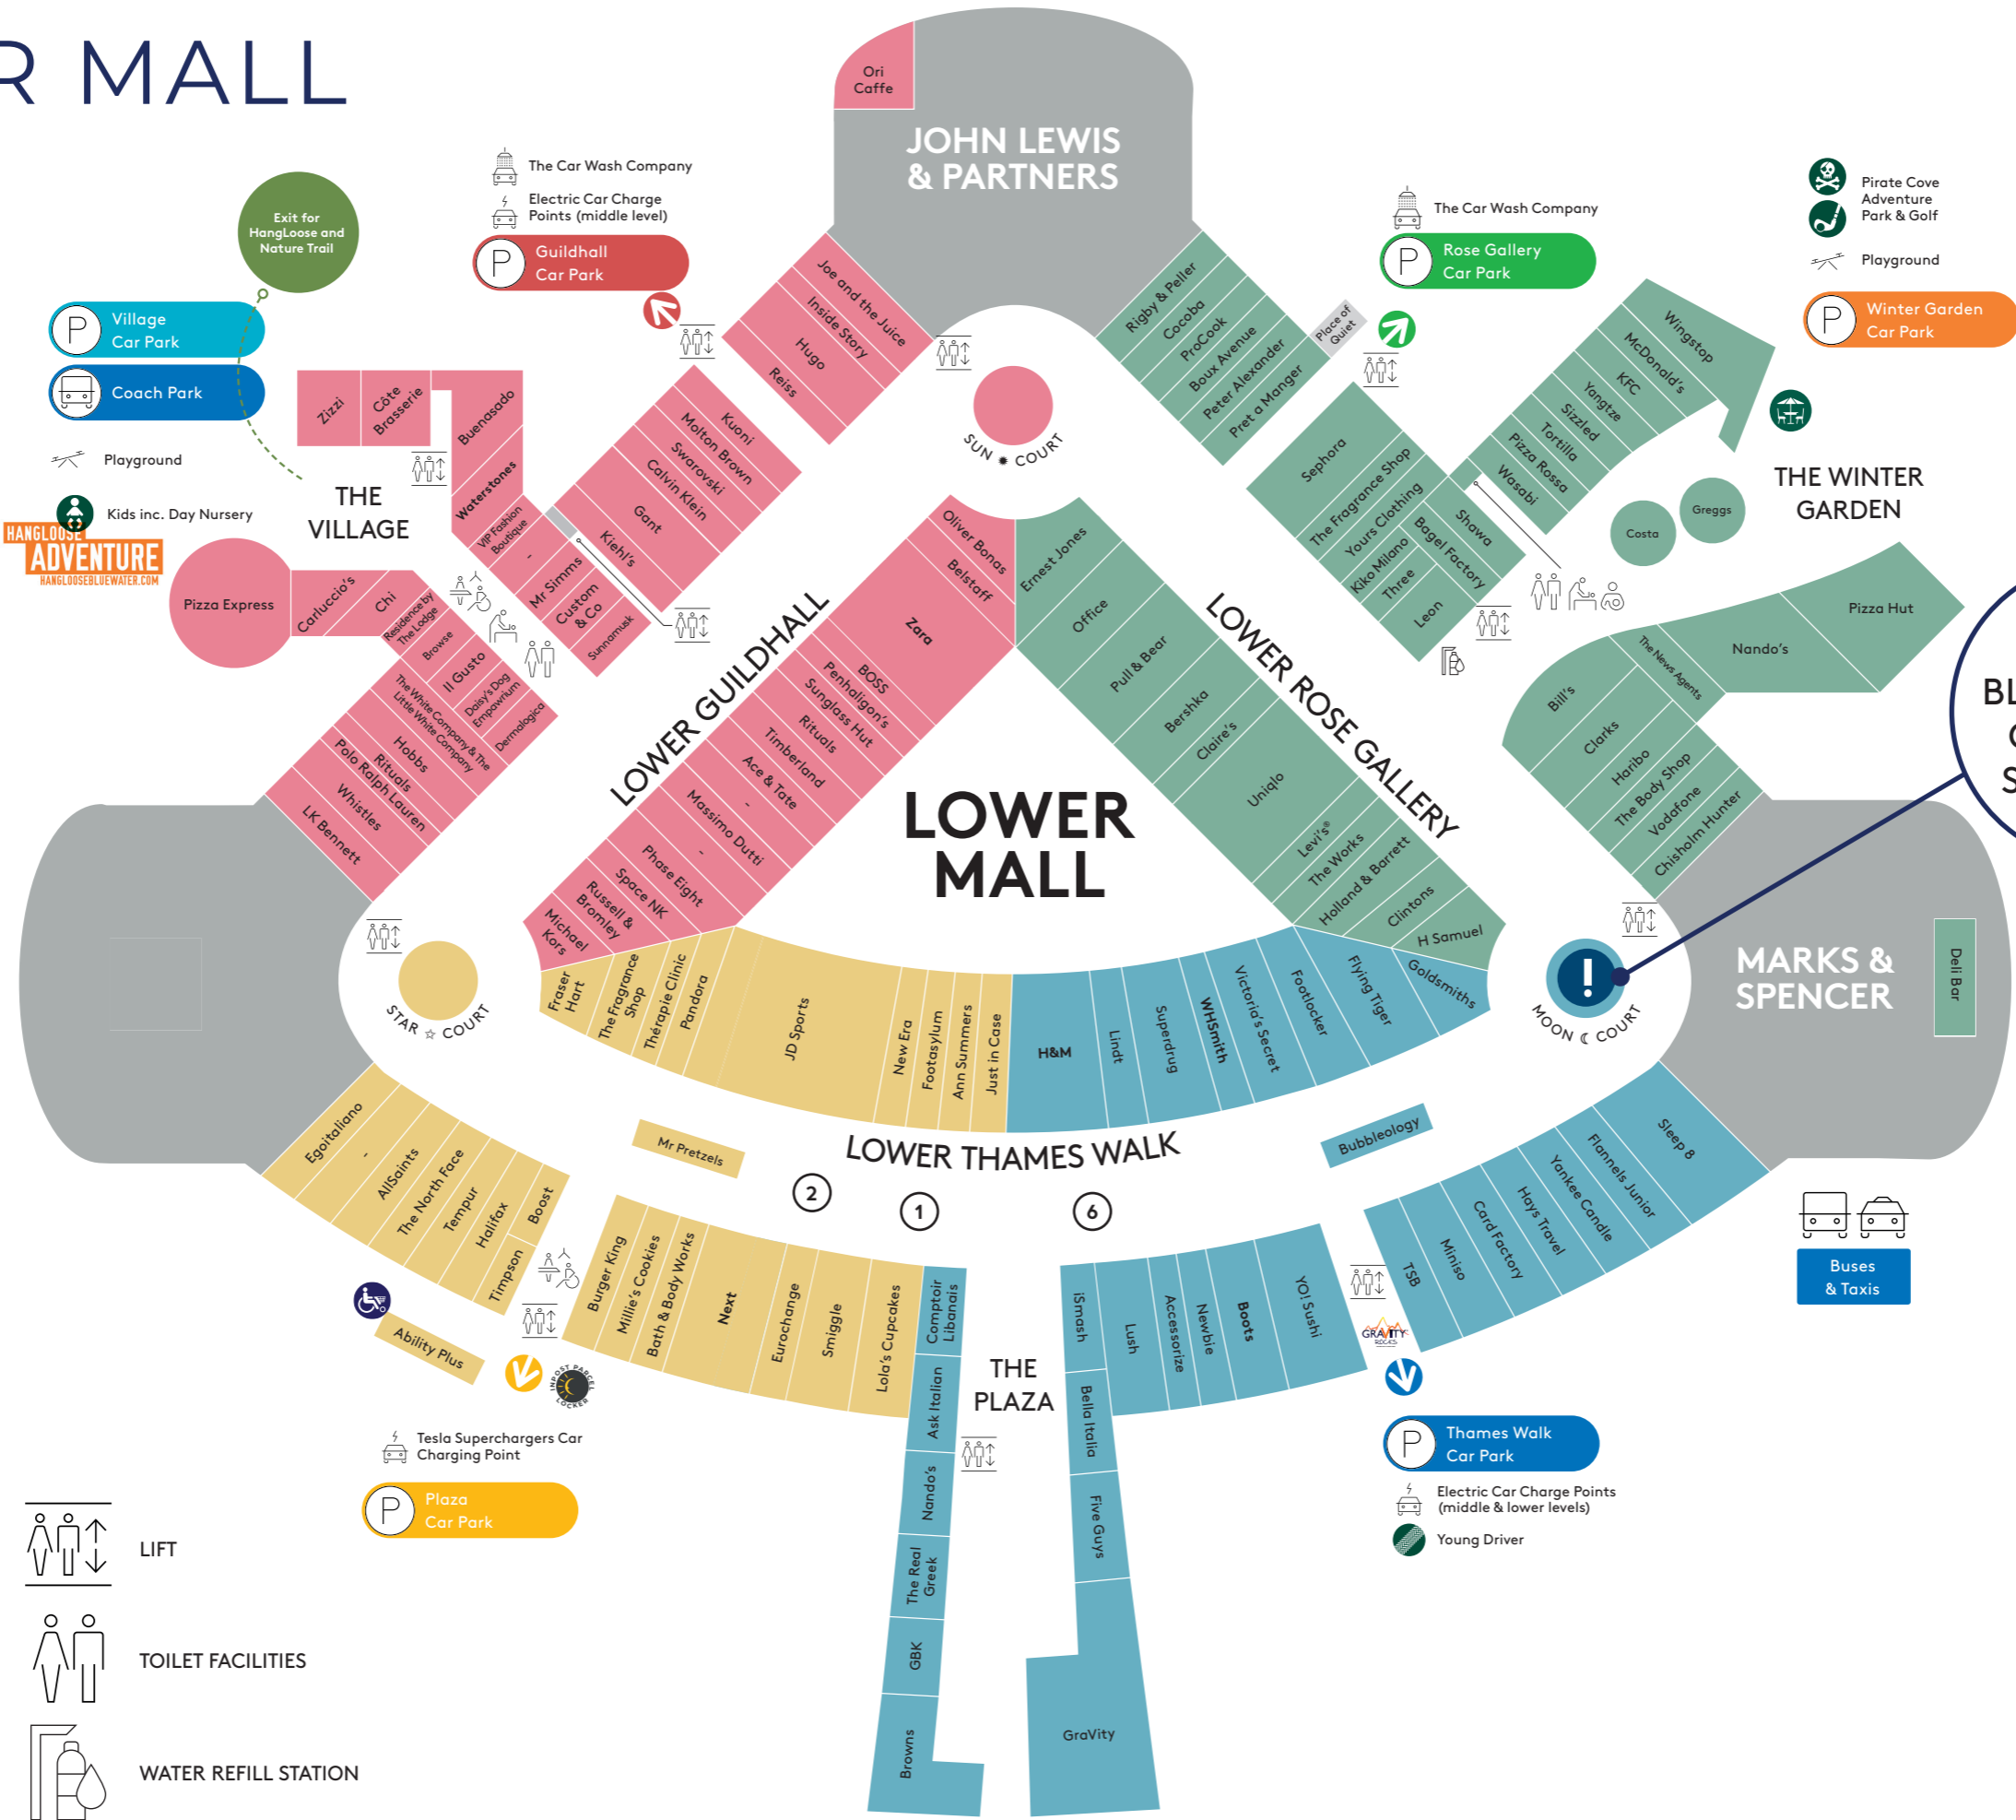 R MALL
Ori
Caffe
JOHN LEWIS
& PARTNERS
The Car Wash Company
Electric Car Charge
Points (middle level)
P
Guildhall
Car Park
Exit for
HangLoose and
Nature Trail
P
Village
Car Park
Coach Park
Playground
Kids inc. Day Nursery
HANGLOOSE
ADVENTURE
HANGLOOSEBLUEWATER.COM
THE
VILLAGE
Zizzi
Côte
Brasserie
Buenasado
Waterstones
VIP Fashion
Boutique
-
Mr Simms
Custom
& Co
Sunnamusk
Joe and the Juice
Inside Story
Hugo
Reiss
Kuoni
Molton Brown
Swarovski
Calvin Klein
Gant
Kiehl's
Pizza Express
Carluccio's
Chi
Residence by
The Lodge
Browse
Il Gusto
Daisy's Dog
Empawrium
Dermalogica
The White Company & The
Little White Company
Hobbs
Rituals
Polo Ralph Lauren
Whistles
LK Bennett
SUN COURT
The Car Wash Company
P
Rose Gallery
Car Park
Pirate Cove
Adventure
Park & Golf
Playground
P
Winter Garden
Car Park
Rigby & Peller
Cocoba
ProCook
Boux Avenue
Peter Alexander
Pret a Manger
Place of
Quiet
Sephora
The Fragrance Shop
Yours Clothing
Kiko Milano
Three
Leon
Bagel Factory
Shawa
Wingstop
McDonald's
KFC
Yangtze
Sizzled
Tortilla
Pizza Rossa
Wasabi
THE WINTER
GARDEN
Costa
Greggs
Pizza Hut
Nando's
The News Agents
Bill's
Clarks
Haribo
The Body Shop
Vodafone
Chisholm Hunter
LOWER GUILDHALL
Oliver Bonas
Belstaff
Zara
BOSS
Penhaligon's
Sunglass Hut
Rituals
Timberland
Ace & Tate
-
Massimo Dutti
-
Phase Eight
Space NK
Russell &
Bromley
Michael
Kors
LOWER ROSE GALLERY
Ernest Jones
Office
Pull & Bear
Bershka
Claire's
Uniqlo
Levi's®
The Works
Holland & Barrett
Clintons
H Samuel
LOWER
MALL
BL
S
STAR COURT
MOON COURT
MARKS &
SPENCER
Deli Bar
Fraser
Hart
The Fragrance
Shop
Thérapie Clinic
Pandora
JD Sports
New Era
Footasylum
Ann Summers
Just in Case
H&M
Lindt
Superdrug
WHSmith
Victoria's Secret
Footlocker
Flying Tiger
Goldsmiths
LOWER THAMES WALK
Mr Pretzels
Bubbleology
2
1
6
Egoitaliano
-
AllSaints
The North Face
Tempur
Halifax
Boost
Timpson
Ability Plus
INPOST PARCEL
LOCKER
Burger King
Millie's Cookies
Bath & Body Works
Next
Eurochange
Smiggle
Lola's Cupcakes
Comptoir
Libanais
Ask Italian
Nando's
The Real
Greek
GBK
Browns
THE
PLAZA
iSmash
Lush
Accessorize
Newbie
Boots
YO! Sushi
Bella Italia
Five Guys
GraVity
GRAVITY
ROCKS
TSB
Miniso
Card Factory
Hays Travel
Yankee Candle
Flannels Junior
Sleep 8
Buses
& Taxis
Tesla Superchargers Car
Charging Point
P
Plaza
Car Park
P
Thames Walk
Car Park
Electric Car Charge Points
(middle & lower levels)
Young Driver
LIFT
TOILET FACILITIES
WATER REFILL STATION